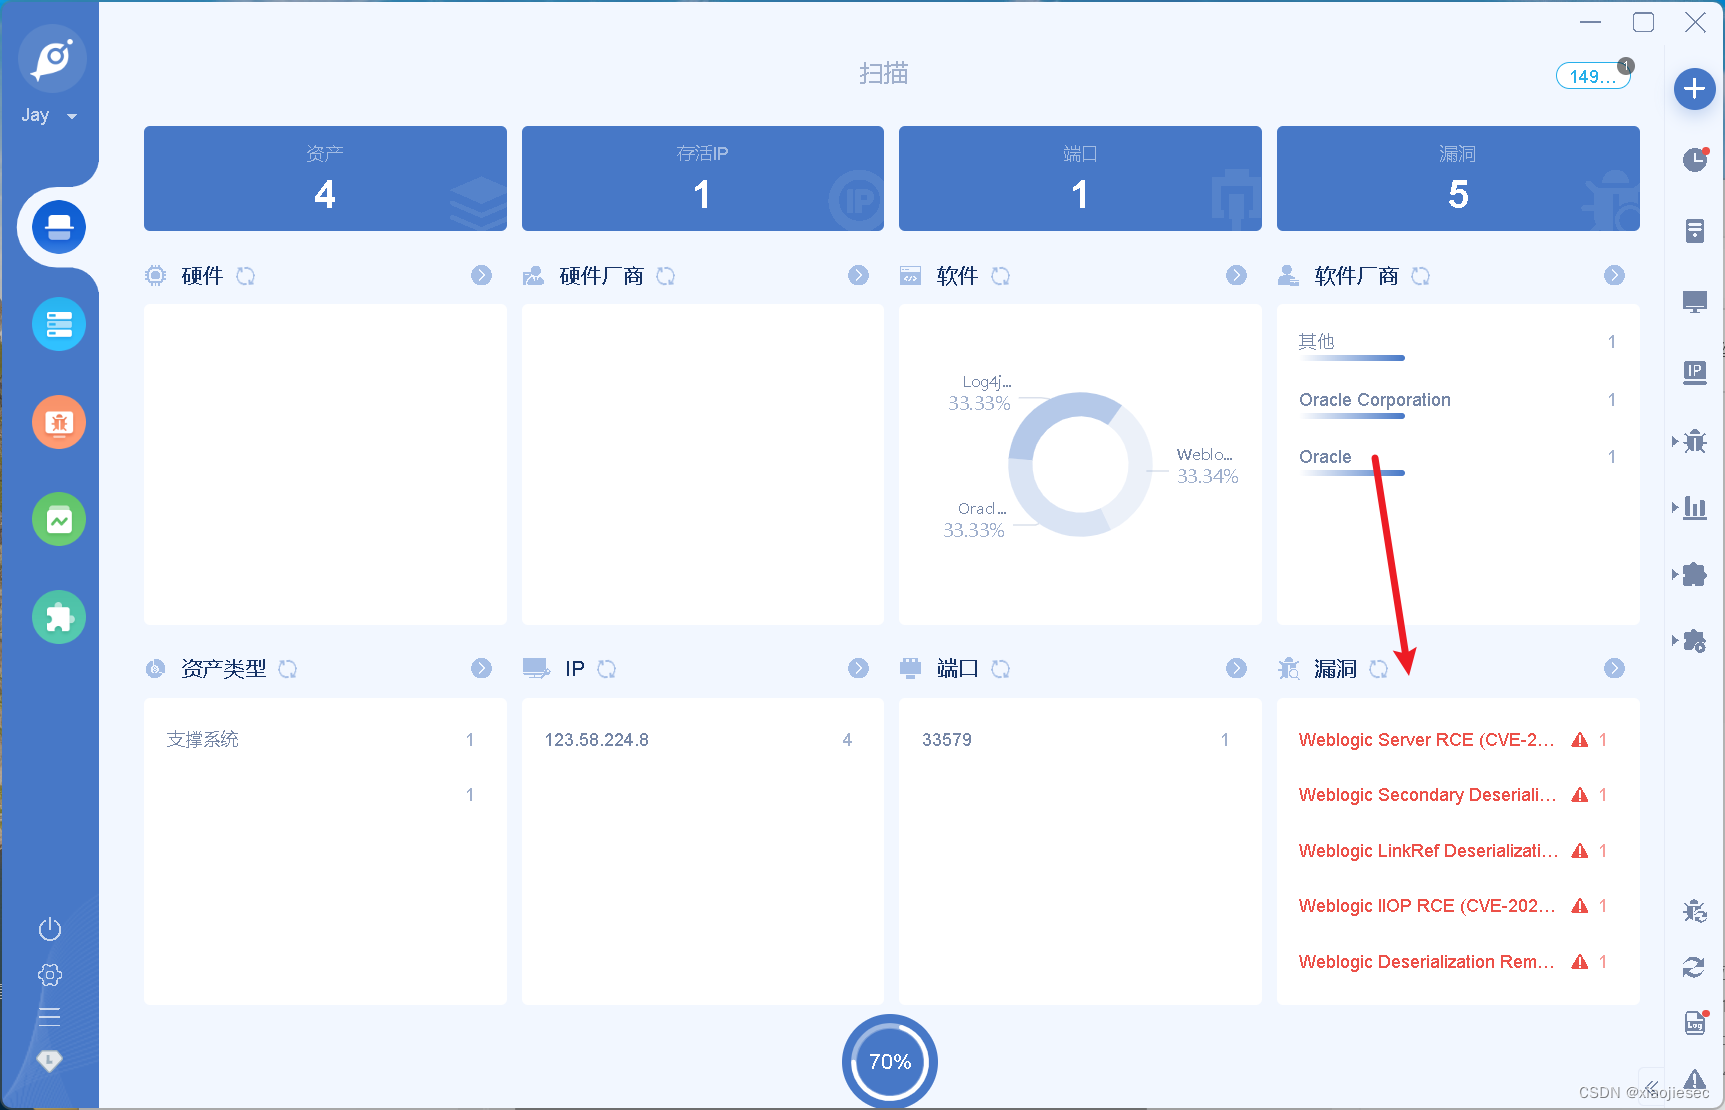 扫描
149...
1
Jay
资产
4
存活IP
1
端口
1
漏洞
5
硬件
硬件厂商
软件
软件厂商
Log4j...
33.33%
Weblo...
33.34%
Oracl...
33.33%
其他 1
Oracle Corporation 1
Oracle 1
资产类型
IP
端口
漏洞
支撑系统 1
1
123.58.224.8 4
33579 1
Weblogic Server RCE (CVE-2... 1
Weblogic Secondary Deseriali... 1
Weblogic LinkRef Deserializati... 1
Weblogic IIOP RCE (CVE-202... 1
Weblogic Deserialization Rem... 1
70%
IP
IP
Log
L
CSDN @xiaojiesec